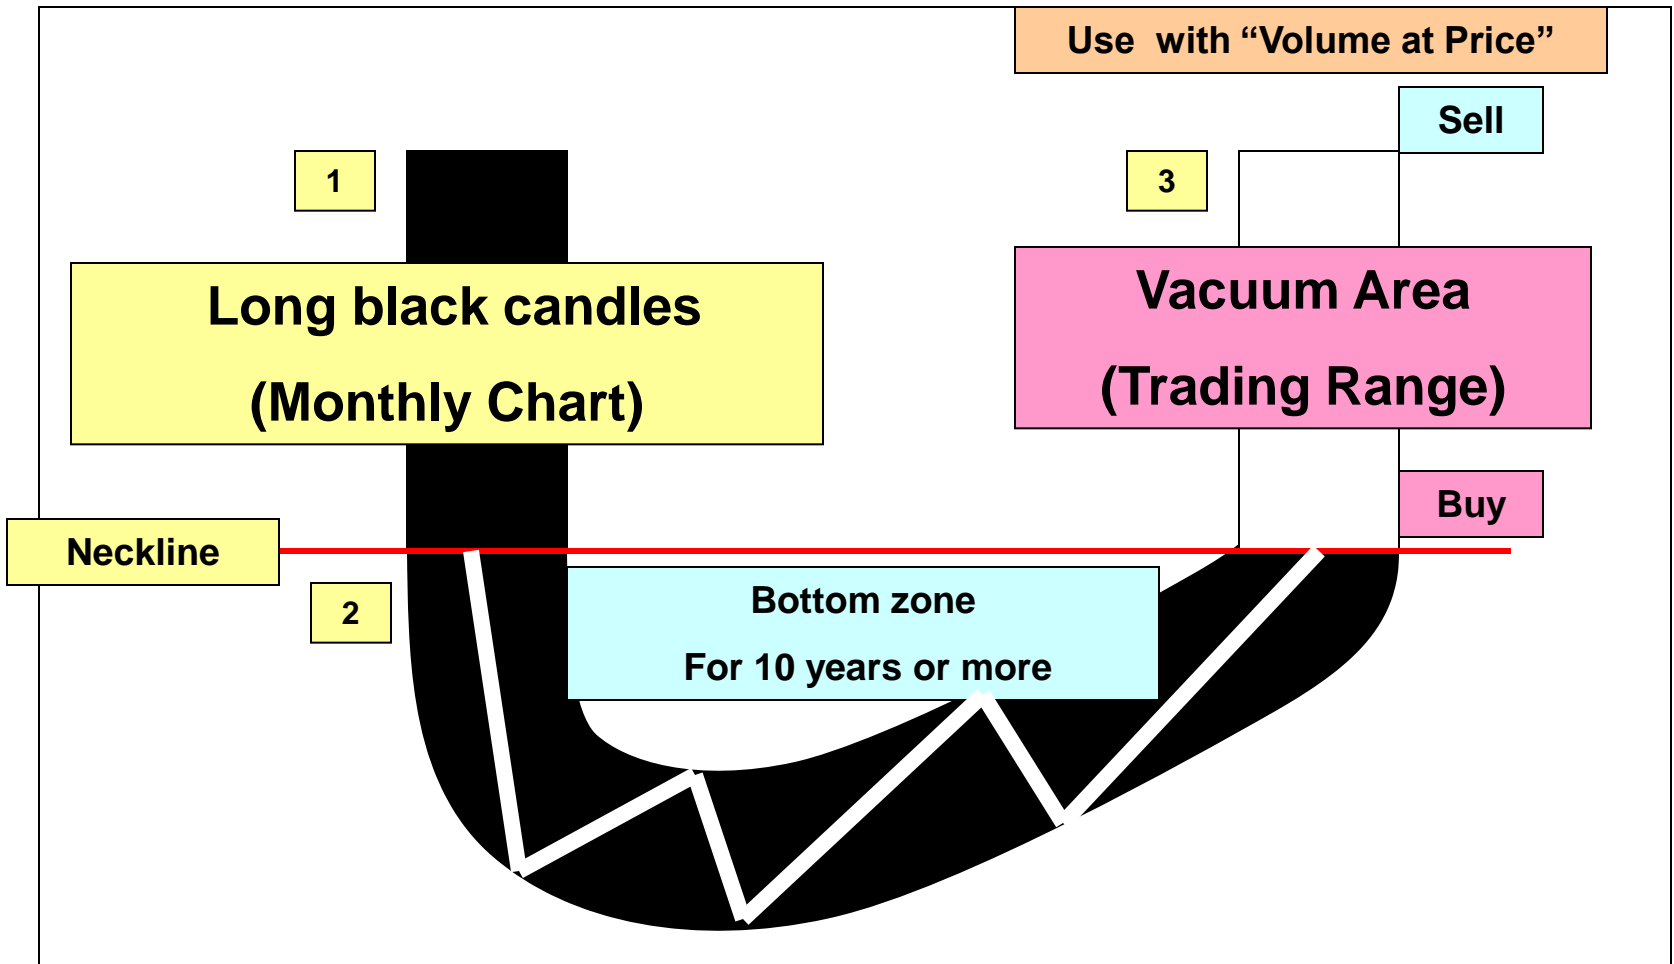 Use with “Volume at Price”
Sell
1
3
Long black candles
(Monthly Chart)
Vacuum Area
(Trading Range)
Buy
Neckline
2
Bottom zone
For 10 years or more